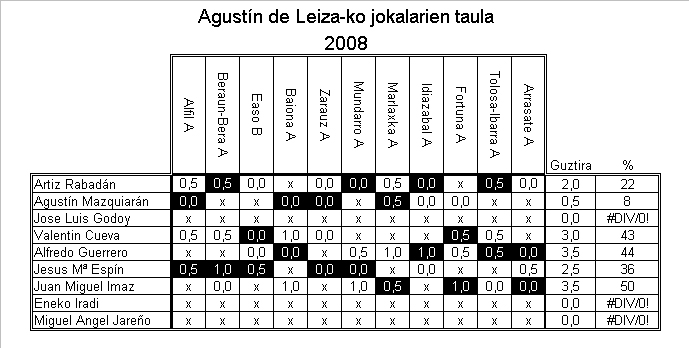 Agustín de Leiza-ko jokalarien taula
2008
Alfil A Beraun-Bera A Easo B Baiona A Zarauz A Mundarro A Marlaxka A Idiazabal A Fortuna A Tolosa-Ibarra A Arrasate A Guztira %
Artiz Rabadán 0,5 0,5 0,0 x 0,0 0,0 0,5 0,0 x 0,5 0,0 2,0 22
Agustín Mazquiarán 0,0 x x 0,0 0,0 x 0,5 0,0 0,0 x x 0,5 8
Jose Luis Godoy x x x x x x x x x x x 0,0 #DIV/0!
Valentin Cueva 0,5 0,5 0,0 1,0 0,0 x x x 0,5 0,5 x 3,0 43
Alfredo Guerrero x x 0,0 0,0 x 0,5 1,0 1,0 0,5 0,5 0,0 3,5 44
Jesus Mª Espín 0,5 1,0 0,5 x 0,0 0,0 x 0,0 x x 0,5 2,5 36
Juan Miguel Imaz x 0,0 x 1,0 x 1,0 0,5 x 1,0 0,0 0,0 3,5 50
Eneko Iradi x x x x x x x x x x x 0,0 #DIV/0!
Miguel Angel Jareño x x x x x x x x x x x 0,0 #DIV/0!